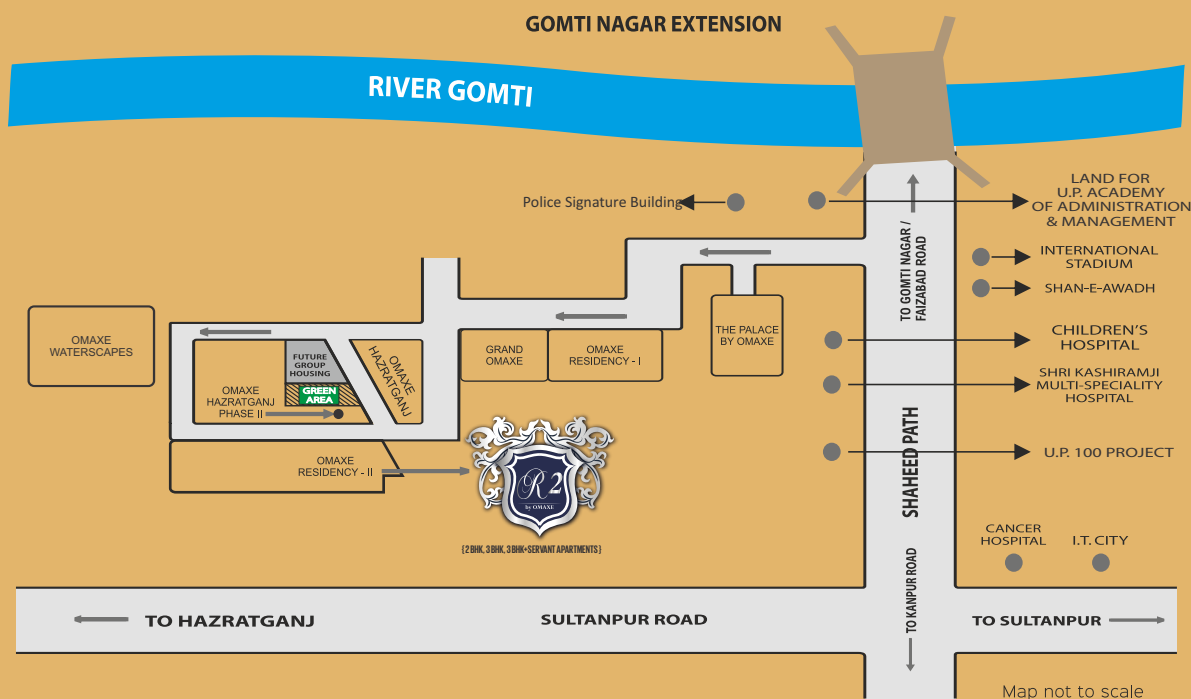 GOMTI NAGAR EXTENSION
RIVER GOMTI
Police Signature Building
LAND FOR
U.P. ACADEMY
OF ADMINISTRATION
& MANAGEMENT
TO GOMTI NAGAR /
FAIZABAD ROAD
INTERNATIONAL
STADIUM
SHAN-E-AWADH
OMAXE
WATERSCAPES
THE PALACE
BY OMAXE
CHILDREN'S
HOSPITAL
GRAND
OMAXE
OMAXE
RESIDENCY - I
FUTURE
GROUP
HOUSING
OMAXE
HAZRATGANJ
GREEN
AREA
OMAXE
HAZRATGANJ
PHASE II
SHRI KASHIRAMJI
MULTI-SPECIALITY
HOSPITAL
SHAHEED PATH
U.P. 100 PROJECT
OMAXE
RESIDENCY - II
R2
by OMAXE
{ 2 BHK, 3 BHK, 3 BHK+SERVANT APARTMENTS }
CANCER
HOSPITAL
I.T. CITY
TO KANPUR ROAD
TO HAZRATGANJ
SULTANPUR ROAD
TO SULTANPUR
Map not to scale